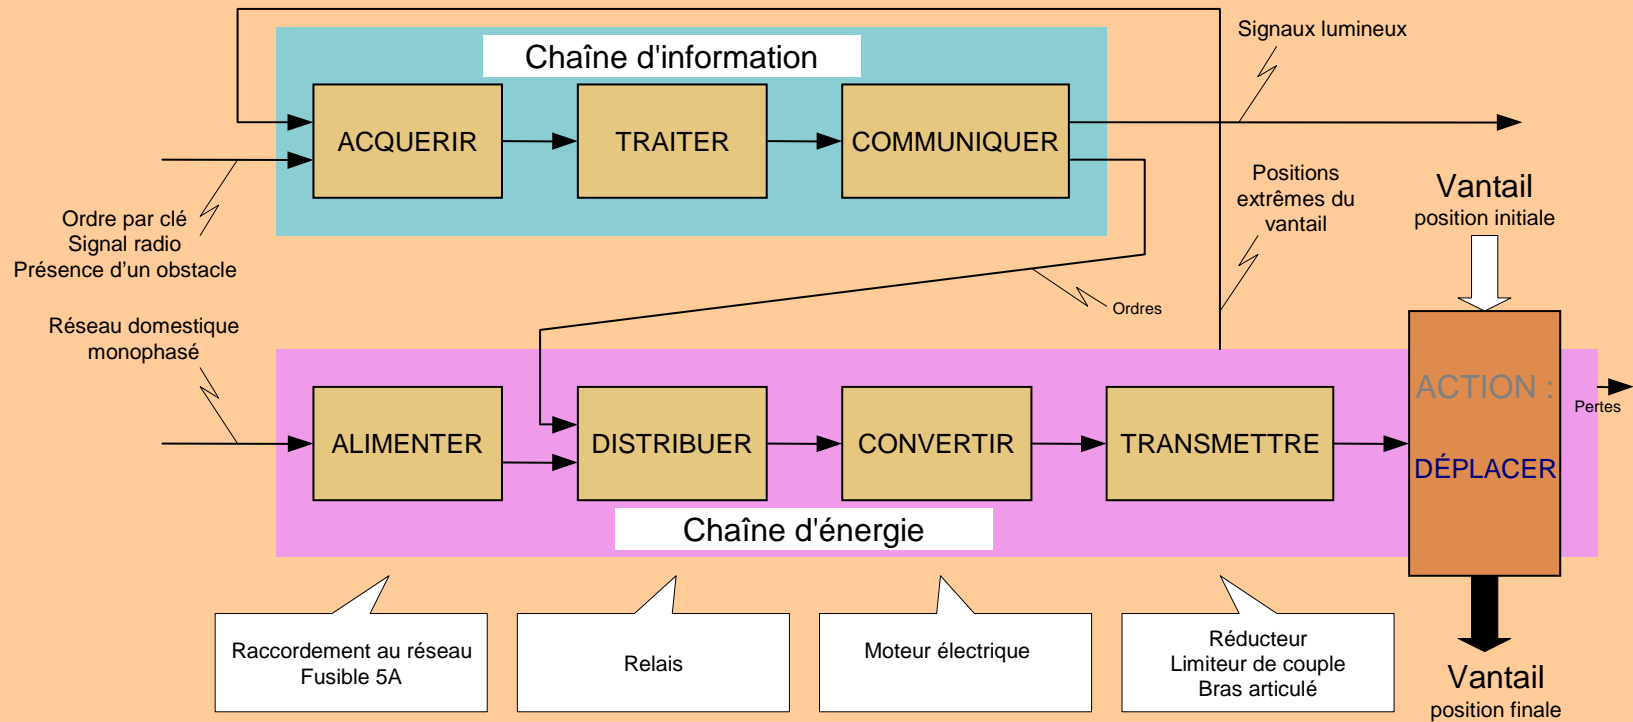 Signaux lumineux
Chaîne d'information
ACQUERIR
TRAITER
COMMUNIQUER
Ordre par clé
Signal radio
Présence d'un obstacle
Positions
extrêmes du
vantail
Vantail
position initiale
Ordres
Réseau domestique
monophasé
ALIMENTER
DISTRIBUER
CONVERTIR
TRANSMETTRE
ACTION :
DÉPLACER
Pertes
Chaîne d'énergie
Raccordement au réseau
Fusible 5A
Relais
Moteur électrique
Réducteur
Limiteur de couple
Bras articulé
Vantail
position finale